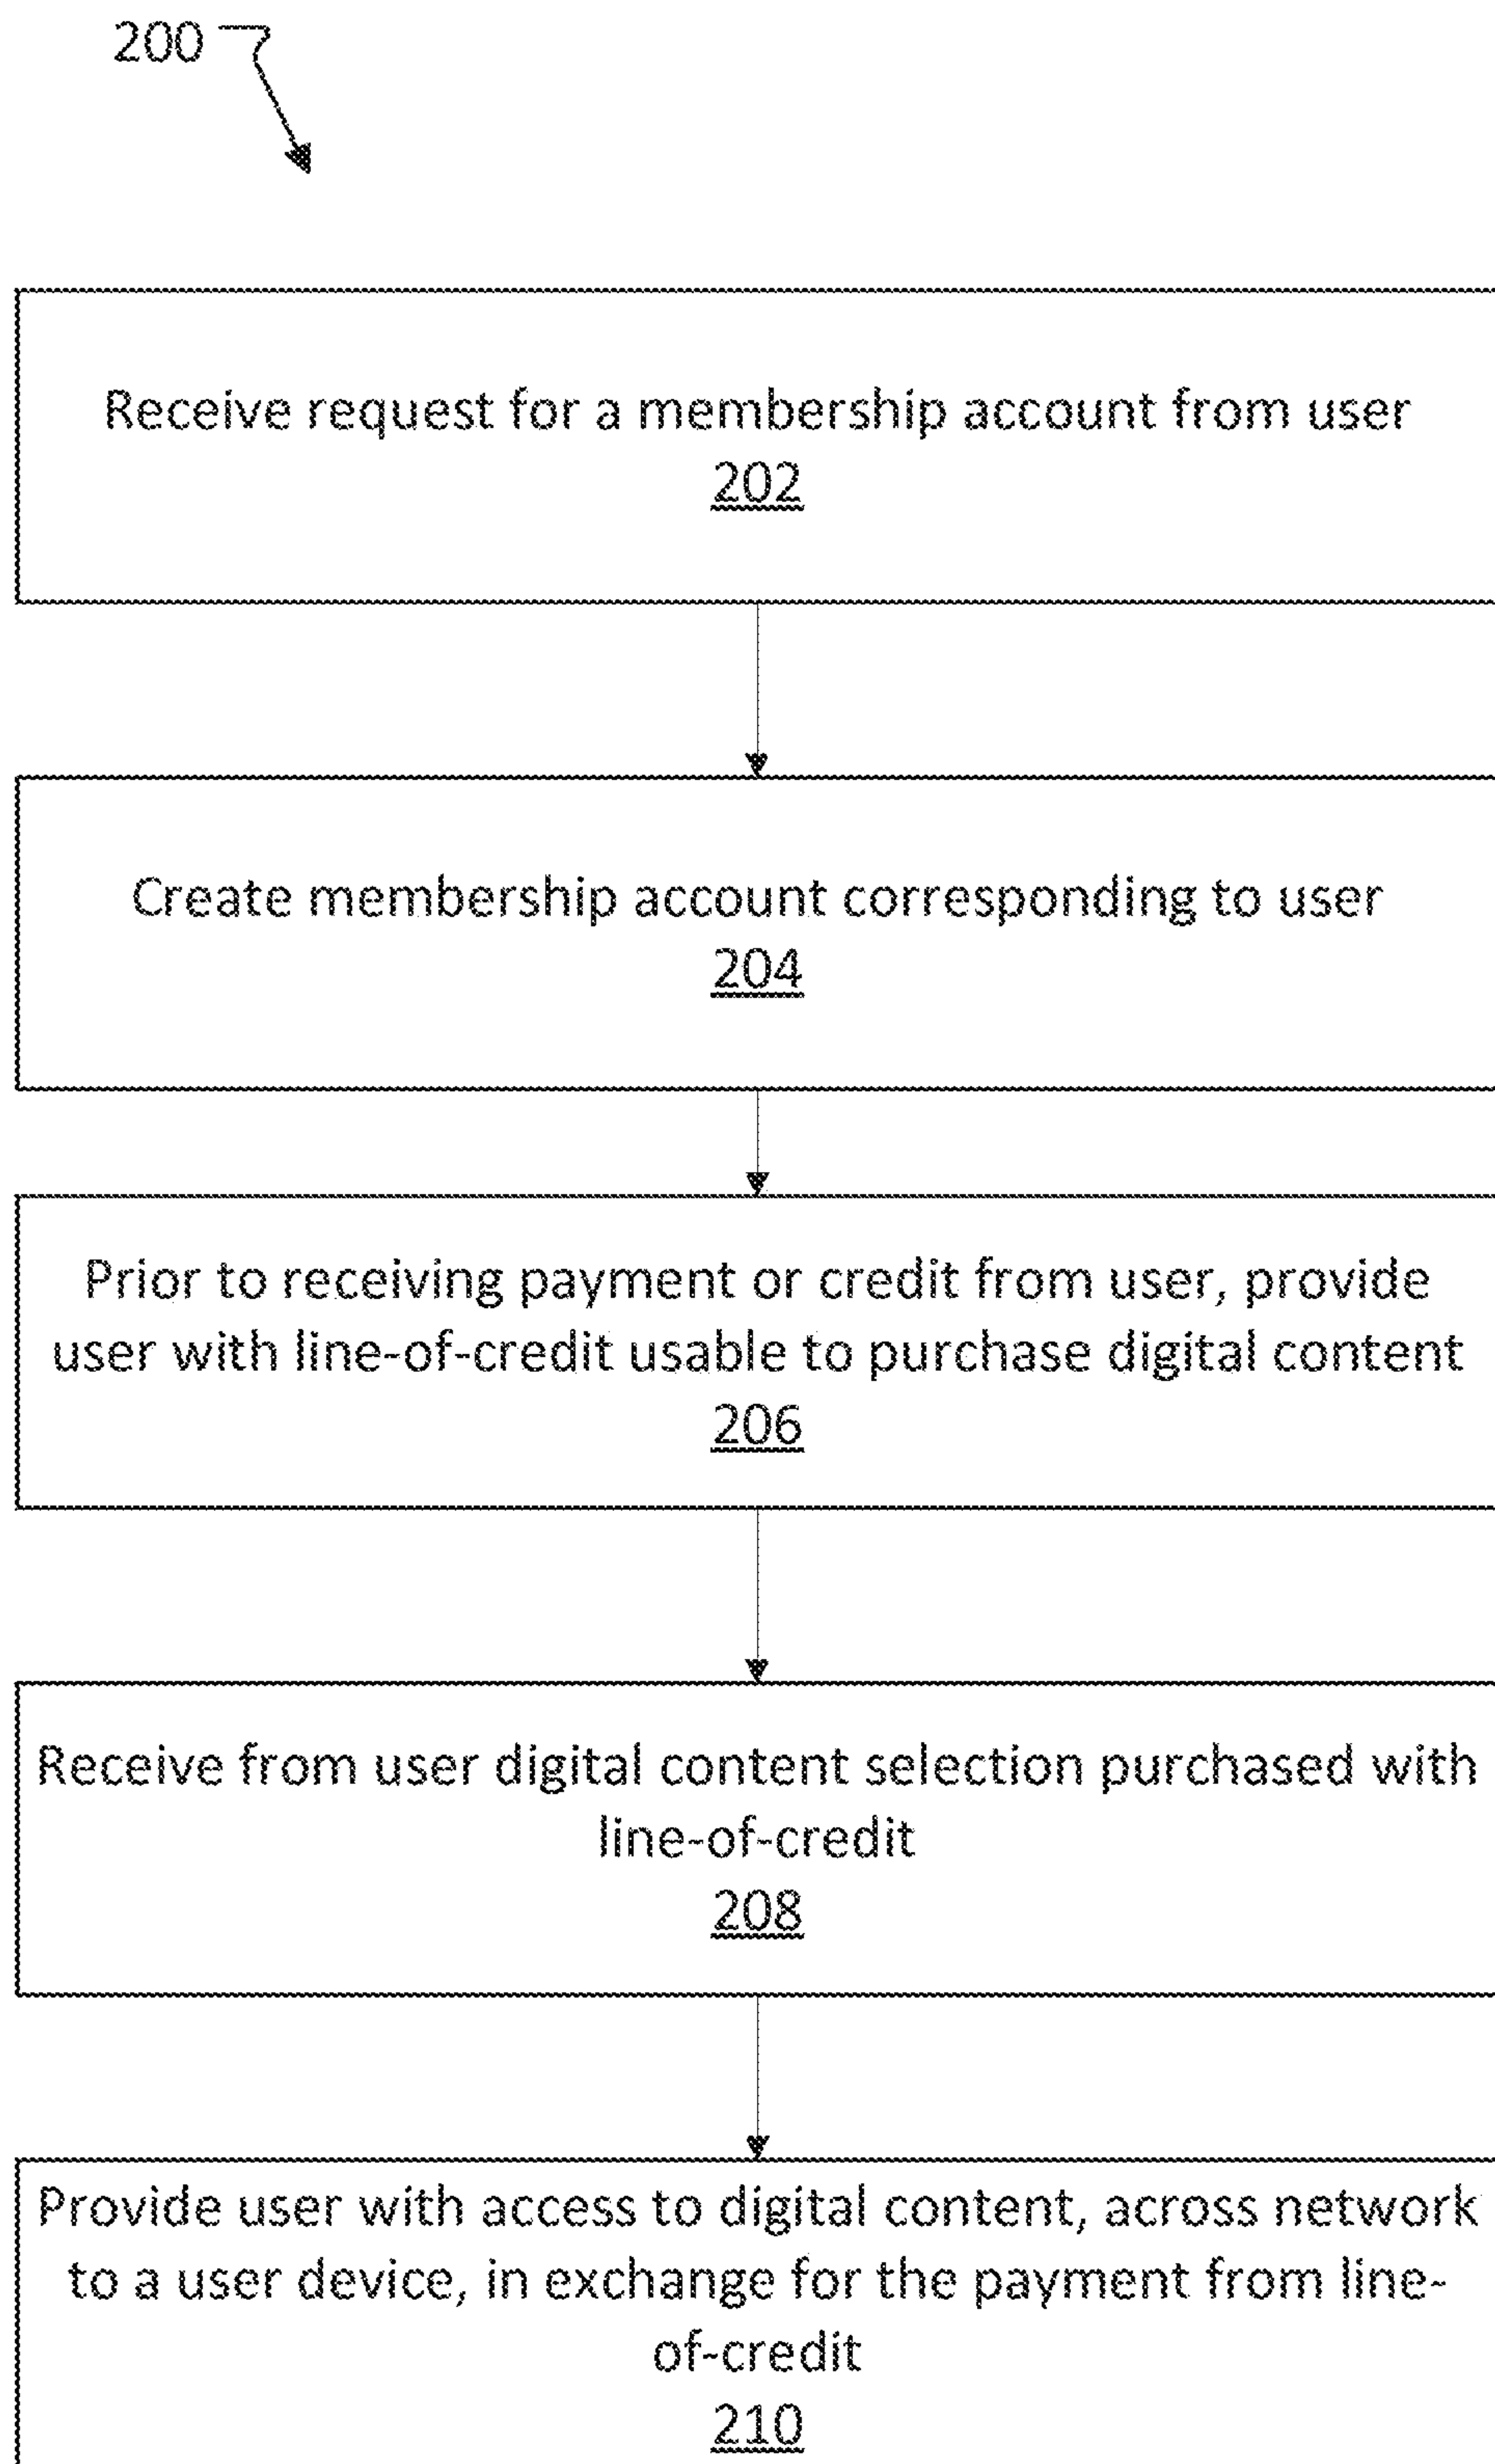 200
Receive request for a membership account from user
202
Create membership account corresponding to user
204
Prior to receiving payment or credit from user, provide
user with line-of-credit usable to purchase digital content
206
Receive from user digital content selection purchased with
line-of-credit
208
Provide user with access to digital content, across network
to a user device, in exchange for the payment from line-
of-credit
210